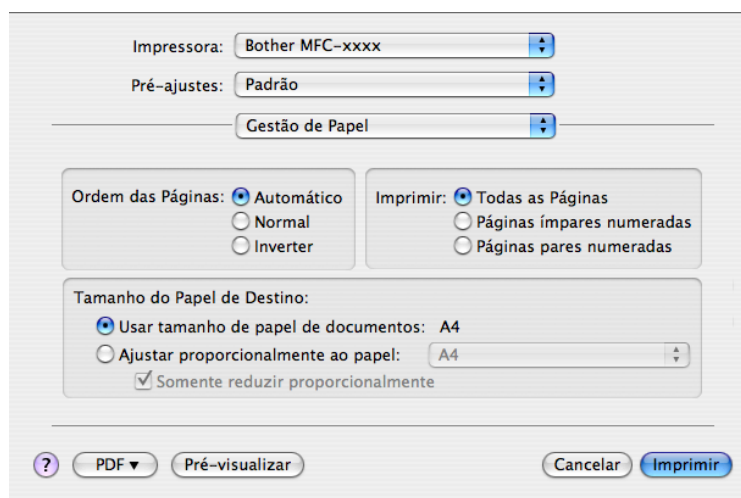 Impressora: Bother MFC-xxxx
Pré-ajustes: Padrão
Gestão de Papel
Ordem das Páginas: Automático
Normal
Inverter
Imprimir: Todas as Páginas
Páginas ímpares numeradas
Páginas pares numeradas
Tamanho do Papel de Destino:
Usar tamanho de papel de documentos: A4
Ajustar proporcionalmente ao papel: A4
Somente reduzir proporcionalmente
? PDF Pré-visualizar Cancelar Imprimir